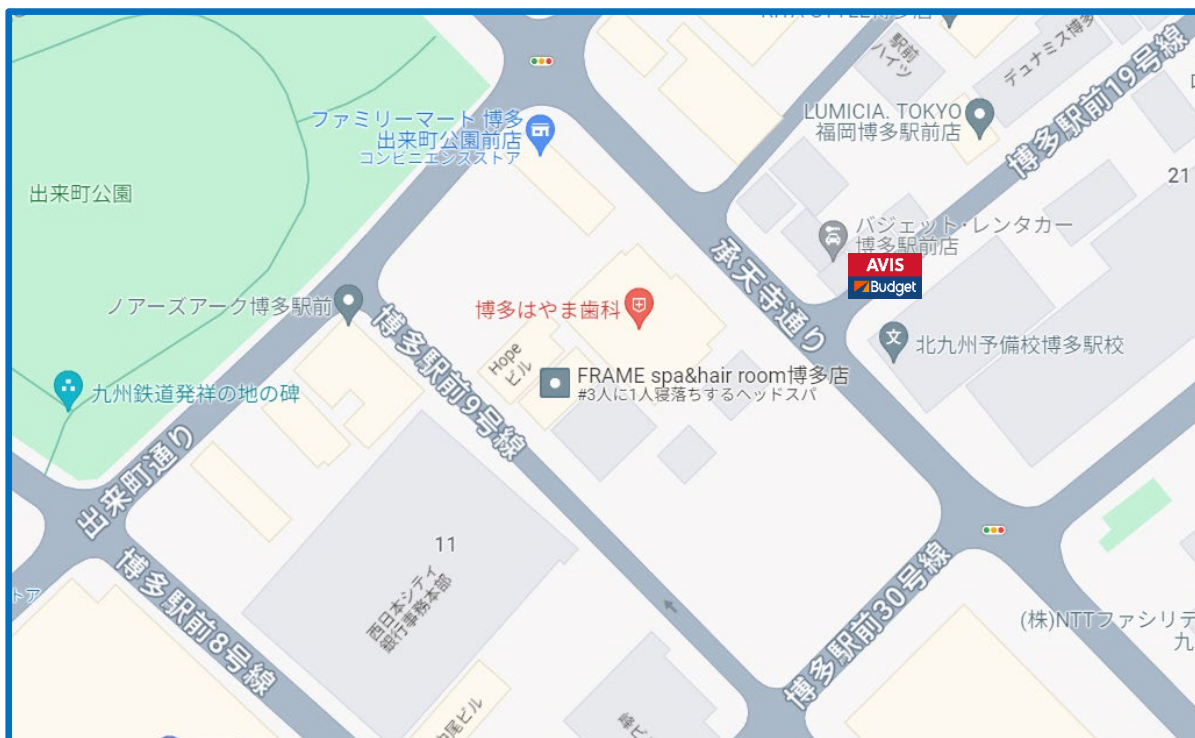 駅前
ハイツ
デュナミス博多
博多駅前19号線
LUMICIA. TOKYO
福岡博多駅前店
21
ファミリーマート 博多
出来町公園前店
コンビニエンスストア
出来町公園
承天寺通り
バジェット・レンタカー
博多駅前店
AVIS
Budget
ノアーズアーク博多駅前
博多はやま歯科
北九州予備校博多駅校
Hope
ビル
博多駅前9号線
FRAME spa&hair room博多店
#3人に1人寝落ちするヘッドスパ
九州鉄道発祥の地の碑
出来町通り
11
西日本シティ
銀行事務本部
博多駅前8号線
博多駅前30号線
(株)NTTファシリテ
九
トア